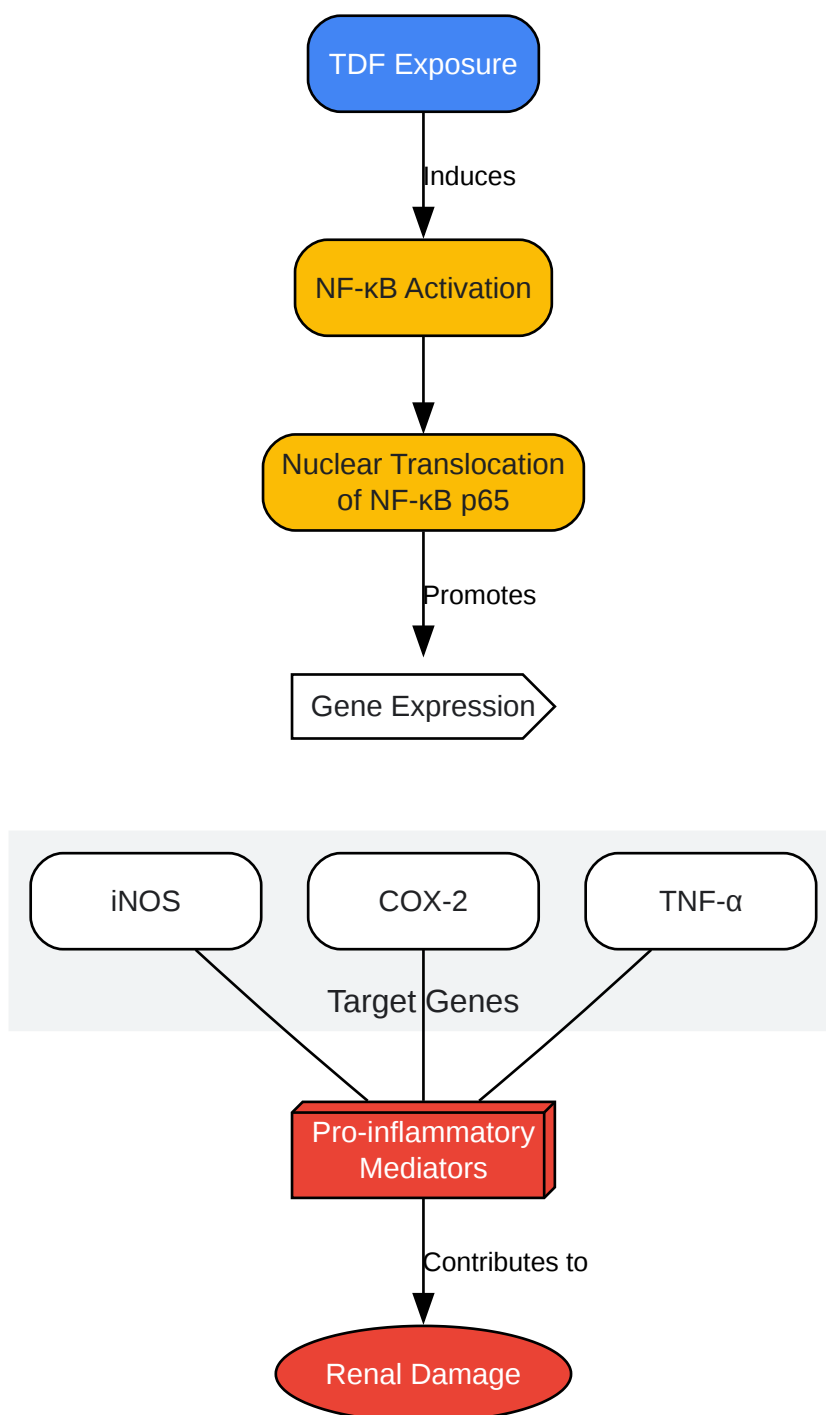 TDF Exposure
Induces
NF-κB Activation
Nuclear Translocation
of NF-κB p65
Promotes
Gene Expression
iNOS
COX-2
TNF-α
Target Genes
Pro-inflammatory
Mediators
Contributes to
Renal Damage